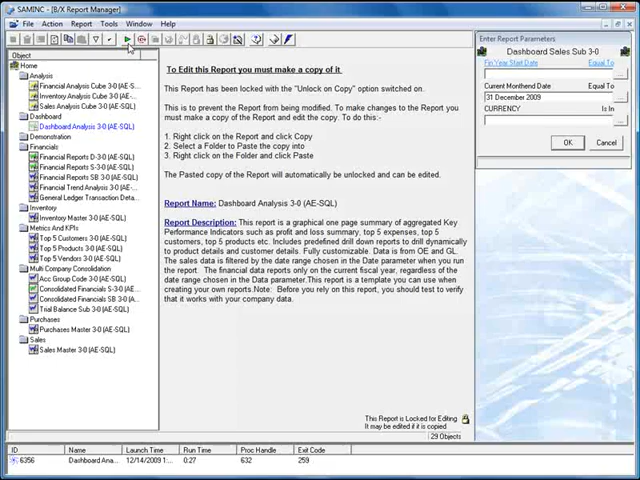 SAMINC - [B/X Report Manager]
File Action Report Tools Window Help
Object
Home
Analysis
Financial Analysis Cube 3-0 (AE-S...
Inventory Analysis Cube 3-0 (AE-...
Sales Analysis Cube 3-0 (AE-SQL)
Dashboard
Dashboard Analysis 3-0 (AE-SQL)
Demonstration
Financials
Financial Reports D-3-0 (AE-SQL)
Financial Reports S-3-0 (AE-SQL)
Financial Reports SB 3-0 (AE-SQL)
Financial Trend Analysis 3-0 (AE-...
General Ledger Transaction Deta...
Inventory
Inventory Master 3-0 (AE-SQL)
Metrics And KPIs
Top 5 Customers 3-0 (AE-SQL)
Top 5 Products 3-0 (AE-SQL)
Top 5 Vendors 3-0 (AE-SQL)
Multi Company Consolidation
Acc Group Code 3-0 (AE-SQL)
Consolidated Financials S-3-0 (AE...
Consolidated Financials SB 3-0 (A...
Trial Balance Sub 3-0 (AE-SQL)
Purchases
Purchases Master 3-0 (AE-SQL)
Sales
Sales Master 3-0 (AE-SQL)
To Edit this Report you must make a copy of it
This Report has been locked with the "Unlock on Copy" option switched on.
This is to prevent the Report from being modified. To make changes to the Report you
must make a copy of the Report and edit the copy. To do this:-
1. Right click on the Report and click Copy
2. Select a Folder to Paste the copy into
3. Right click on the Folder and click Paste
The Pasted copy of the Report will automatically be unlocked and can be edited.
Report Name: Dashboard Analysis 3-0 (AE-SQL)
Report Description: This report is a graphical one page summary of aggregated Key
Performance Indicators such as profit and loss summary, top 5 expenses, top 5
customers, top 5 products etc. Includes predefined drill down reports to drill dynamically
to product details and customer details. Fully customizable. Data is from OE and GL.
The sales data is filtered by the date range chosen in the Date parameter when you run
the report. The financial data reports only on the current fiscal year, regardless of the
date range chosen in the Date parameter.This report is a template you can use when
creating your own reports.Note: Before you rely on this report, you should test to verify
that it works with your company data.
This Report is Locked for Editing
It may be edited if it is copied
29 Objects
Enter Report Parameters
Dashboard Sales Sub 3-0
Fin Year Start Date Equal To
...
Current Monthend Date Equal To
31 December 2009 ...
CURRENCY Is In
...
OK Cancel
ID Name Launch Time Run Time Proc Handle Exit Code
6356 Dashboard Ana... 12/14/2009 1:... 0:27 632 259